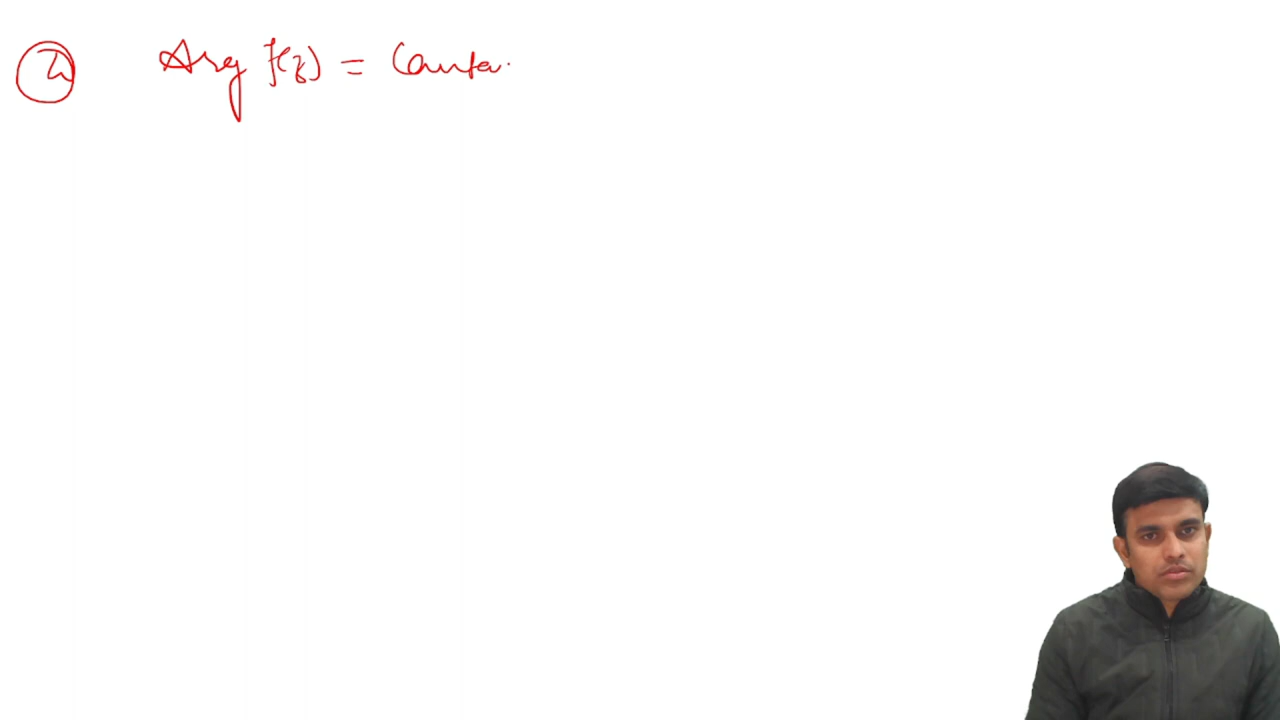 ② Arg f(z) = Consta.